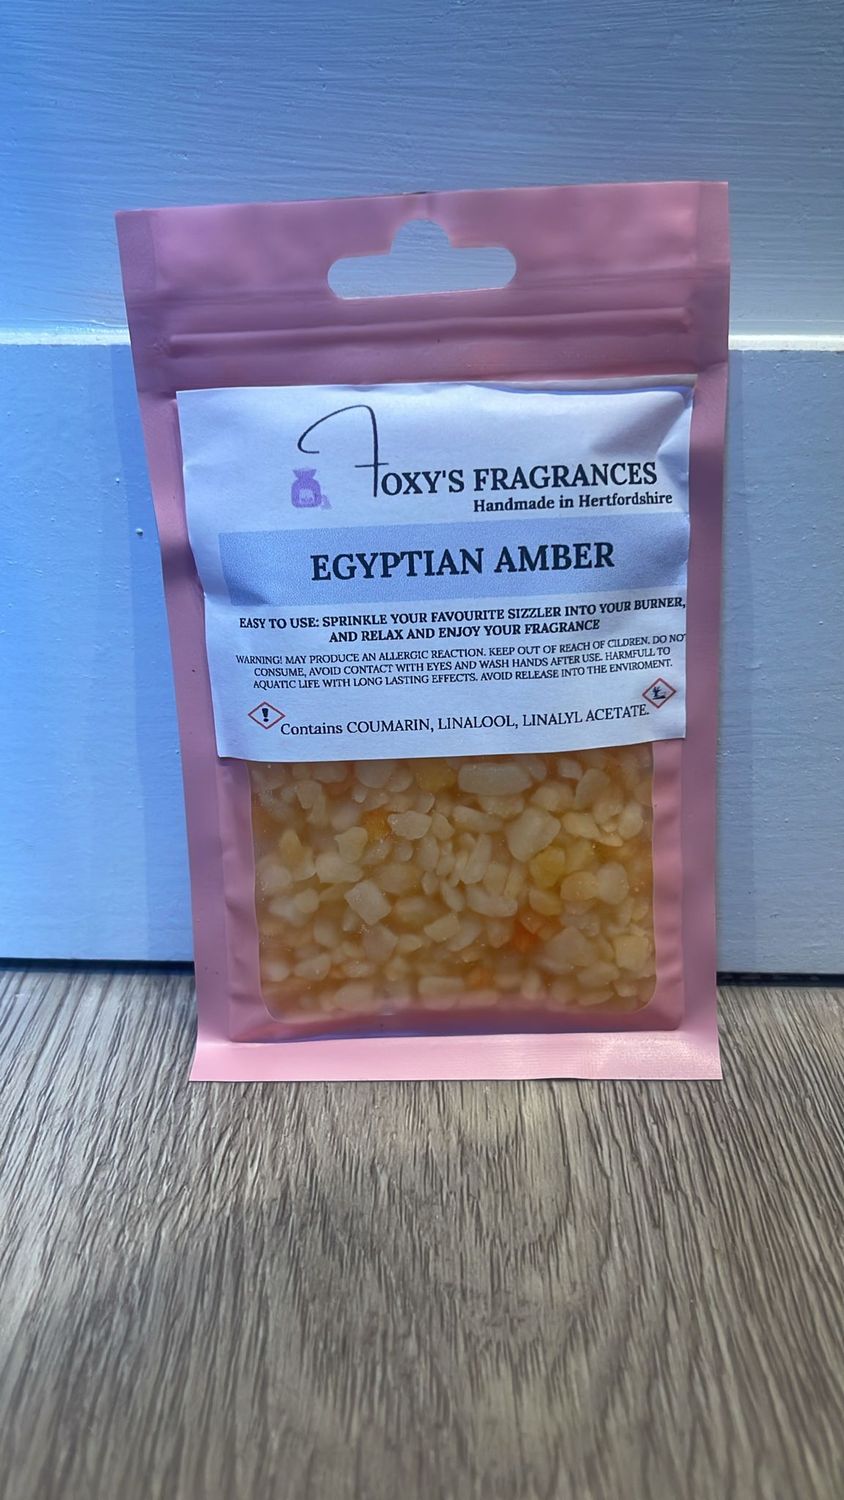 FOXY'S FRAGRANCES
Handmade in Hertfordshire
EGYPTIAN AMBER
EASY TO USE: SPRINKLE YOUR FAVOURITE SIZZLER INTO YOUR BURNER,
AND RELAX AND ENJOY YOUR FRAGRANCE
WARNING! MAY PRODUCE AN ALLERGIC REACTION. KEEP OUT OF REACH OF CILDREN. DO NOT
CONSUME, AVOID CONTACT WITH EYES AND WASH HANDS AFTER USE. HARMFULL TO
AQUATIC LIFE WITH LONG LASTING EFFECTS. AVOID RELEASE INTO THE ENVIROMENT.
Contains COUMARIN, LINALOOL, LINALYL ACETATE.